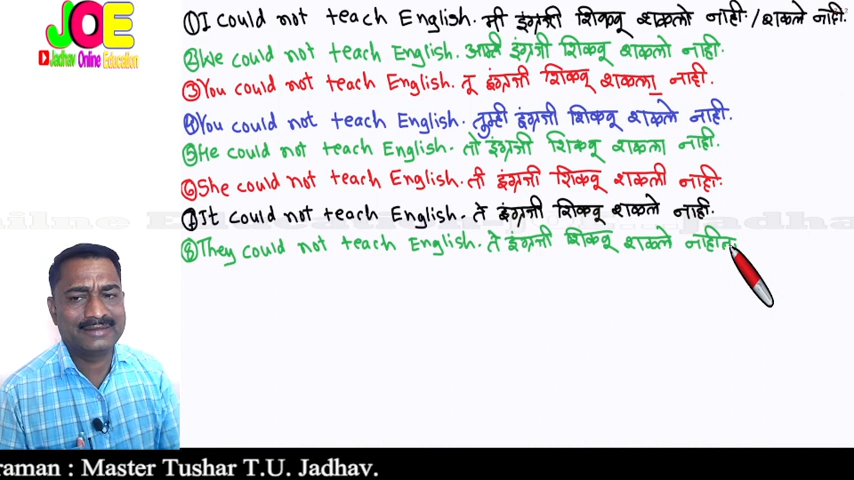 JOE
Jadhav Online Education
①I could not teach English. मी इंग्रजी शिकवू शकलो नाही./शकले नाही.
②We could not teach English. आम्ही इंग्रजी शिकवू शकलो नाही.
③You could not teach English. तू इंग्रजी शिकवू शकला नाही.
④You could not teach English. तुम्ही इंग्रजी शिकवू शकले नाही.
⑤He could not teach English. तो इंग्रजी शिकवू शकला नाही.
⑥She could not teach English. ती इंग्रजी शिकवू शकली नाही.
⑦It could not teach English. ते इंग्रजी शिकवू शकले नाही.
⑧They could not teach English. ते इंग्रजी शिकवू शकले नाहीत.
raman : Master Tushar T.U. Jadhav.